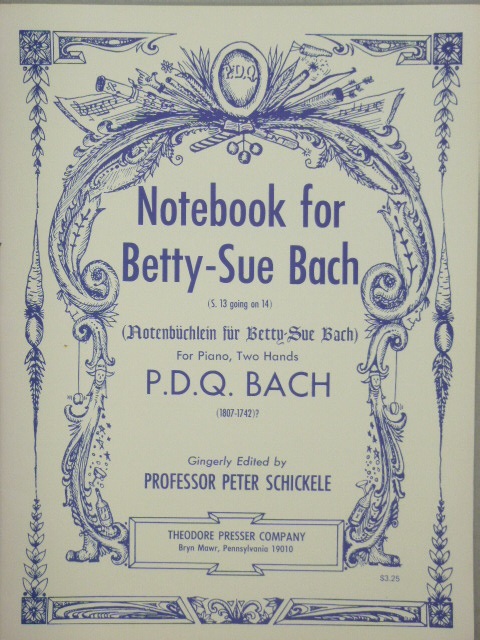 P.D.Q.
Notebook for
Betty-Sue Bach
(S. 13 going on 14)
(Notenbüchlein für Betty-Sue Bach)
For Piano, Two Hands
P.D.Q. BACH
(1807-1742)?
Gingerly Edited by
PROFESSOR PETER SCHICKELE
THEODORE PRESSER COMPANY
Bryn Mawr, Pennsylvania 19010
$3.25